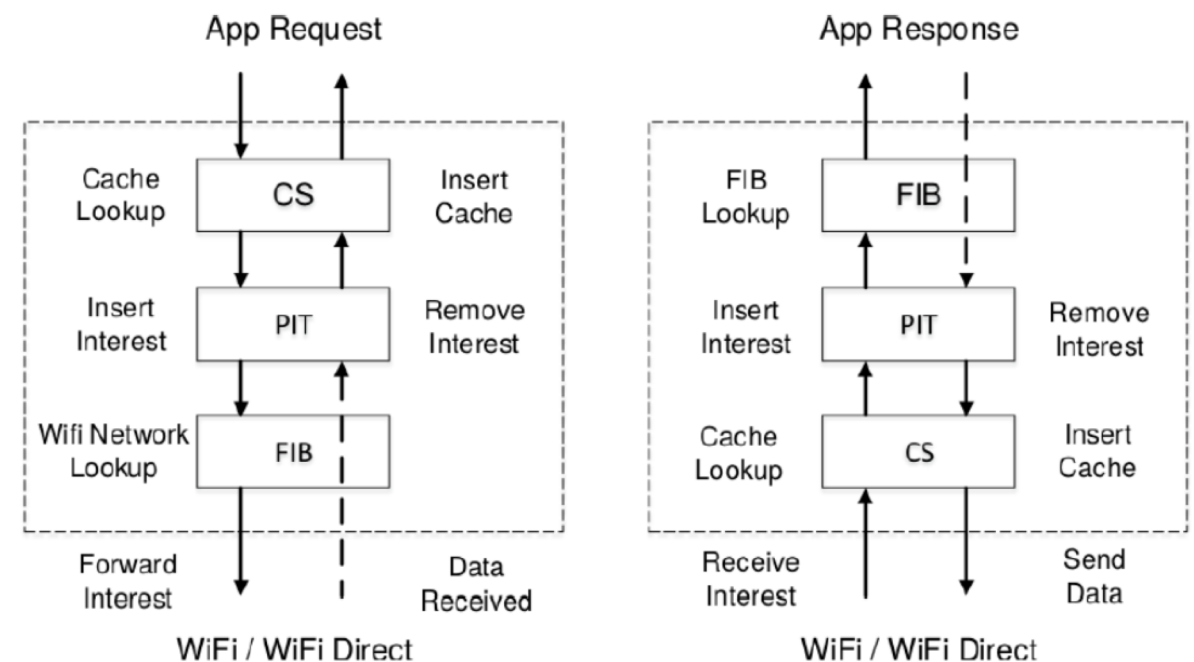 App Request
Cache
Lookup
CS
Insert
Cache
Insert
Interest
PIT
Remove
Interest
Wifi Network
Lookup
FIB
Forward
Interest
Data
Received
WiFi / WiFi Direct
App Response
FIB
Lookup
FIB
Insert
Interest
PIT
Remove
Interest
Cache
Lookup
CS
Insert
Cache
Receive
Interest
Send
Data
WiFi / WiFi Direct